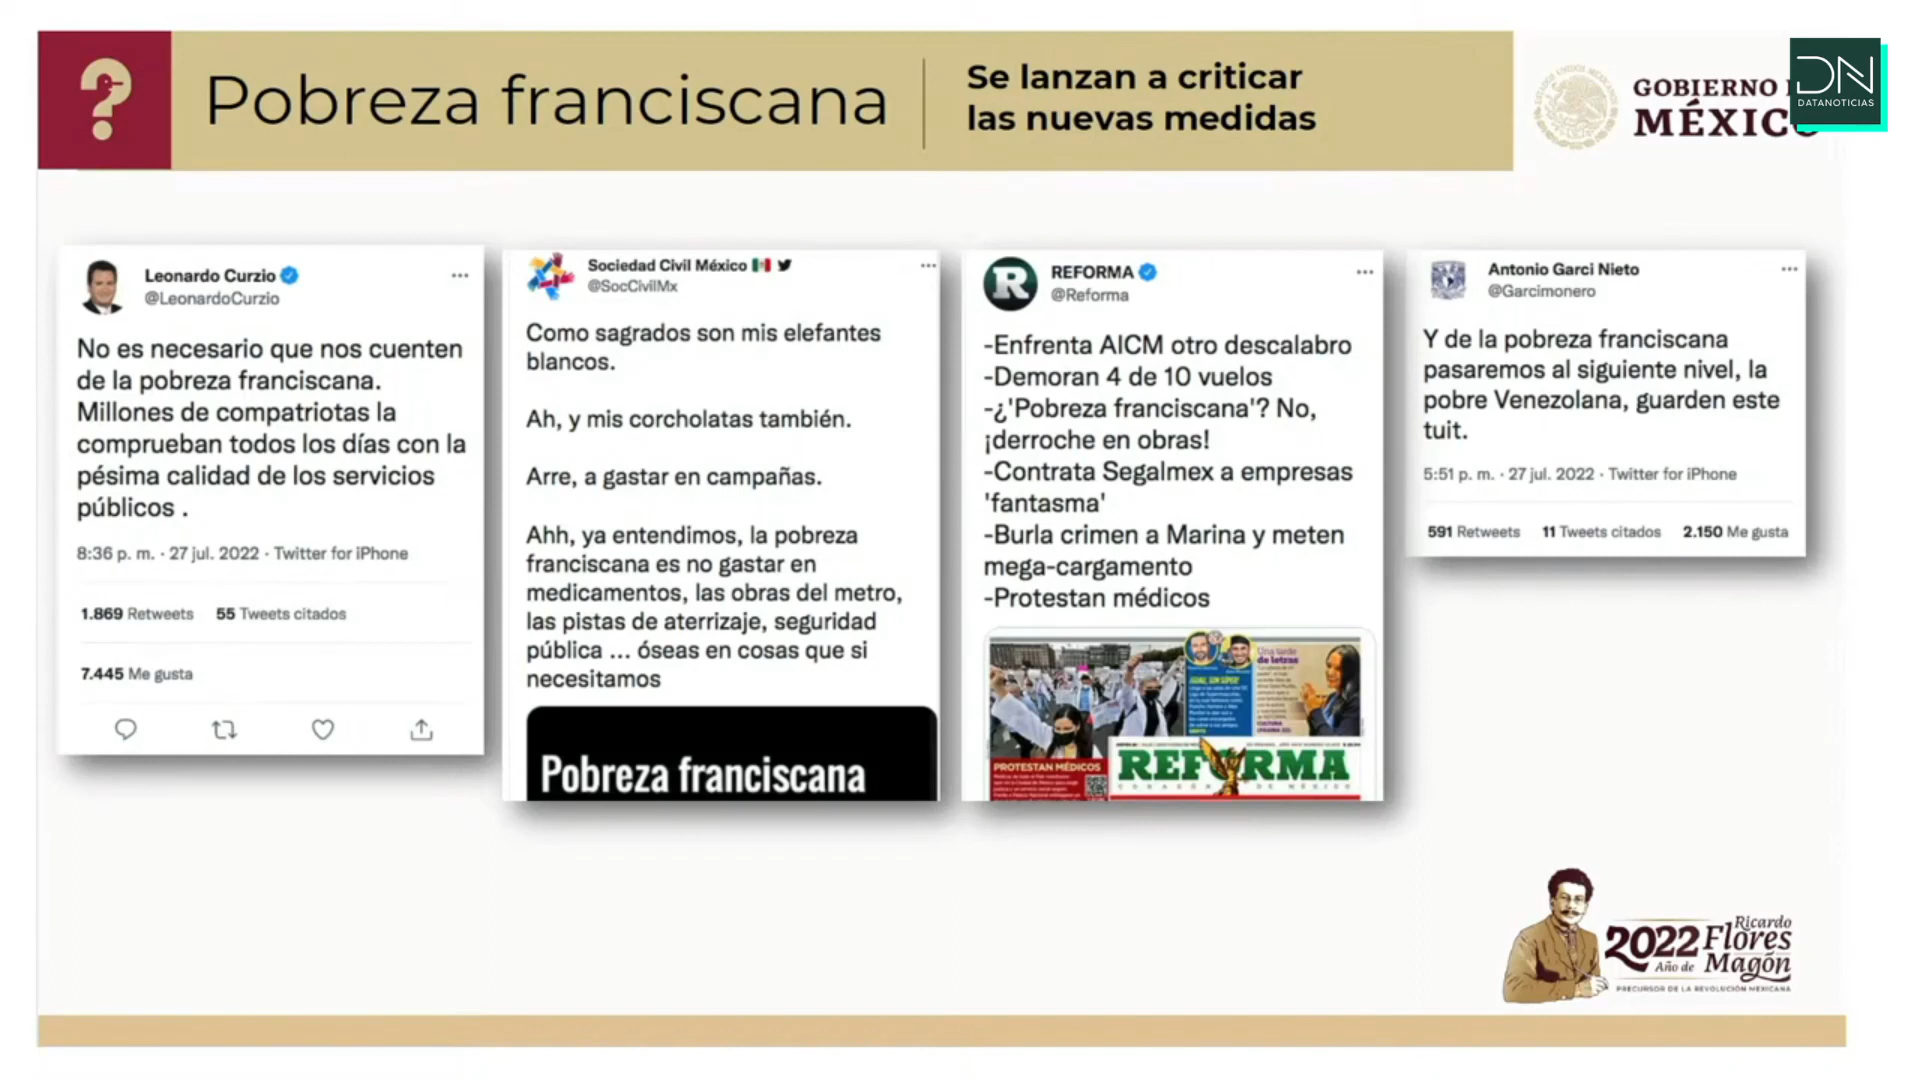 Pobreza franciscana
Se lanzan a criticar
las nuevas medidas
GOBIERNO
MÉXICO
DN
DATANOTICIAS
Leonardo Curzio
@LeonardoCurzio
No es necesario que nos cuenten
de la pobreza franciscana.
Millones de compatriotas la
comprueban todos los días con la
pésima calidad de los servicios
públicos .
8:36 p. m. · 27 jul. 2022 · Twitter for iPhone
1.869 Retweets 55 Tweets citados
7.445 Me gusta
Sociedad Civil México
@SocCivilMx
Como sagrados son mis elefantes
blancos.
Ah, y mis corcholatas también.
Arre, a gastar en campañas.
Ahh, ya entendimos, la pobreza
franciscana es no gastar en
medicamentos, las obras del metro,
las pistas de aterrizaje, seguridad
pública ... óseas en cosas que si
necesitamos
Pobreza franciscana
R
REFORMA
@Reforma
-Enfrenta AICM otro descalabro
-Demoran 4 de 10 vuelos
-¿'Pobreza franciscana'? No,
¡derroche en obras!
-Contrata Segalmex a empresas
'fantasma'
-Burla crimen a Marina y meten
mega-cargamento
-Protestan médicos
Una tarde
de letras
PROTESTAN MÉDICOS
REFORMA
CORAZÓN DE MÉXICO
Antonio Garci Nieto
@Garcimonero
Y de la pobreza franciscana
pasaremos al siguiente nivel, la
pobre Venezolana, guarden este
tuit.
5:51 p. m. · 27 jul. 2022 · Twitter for iPhone
591 Retweets 11 Tweets citados 2.150 Me gusta
2022 Ricardo
Flores
Año de Magón
PRECURSOR DE LA REVOLUCIÓN MEXICANA